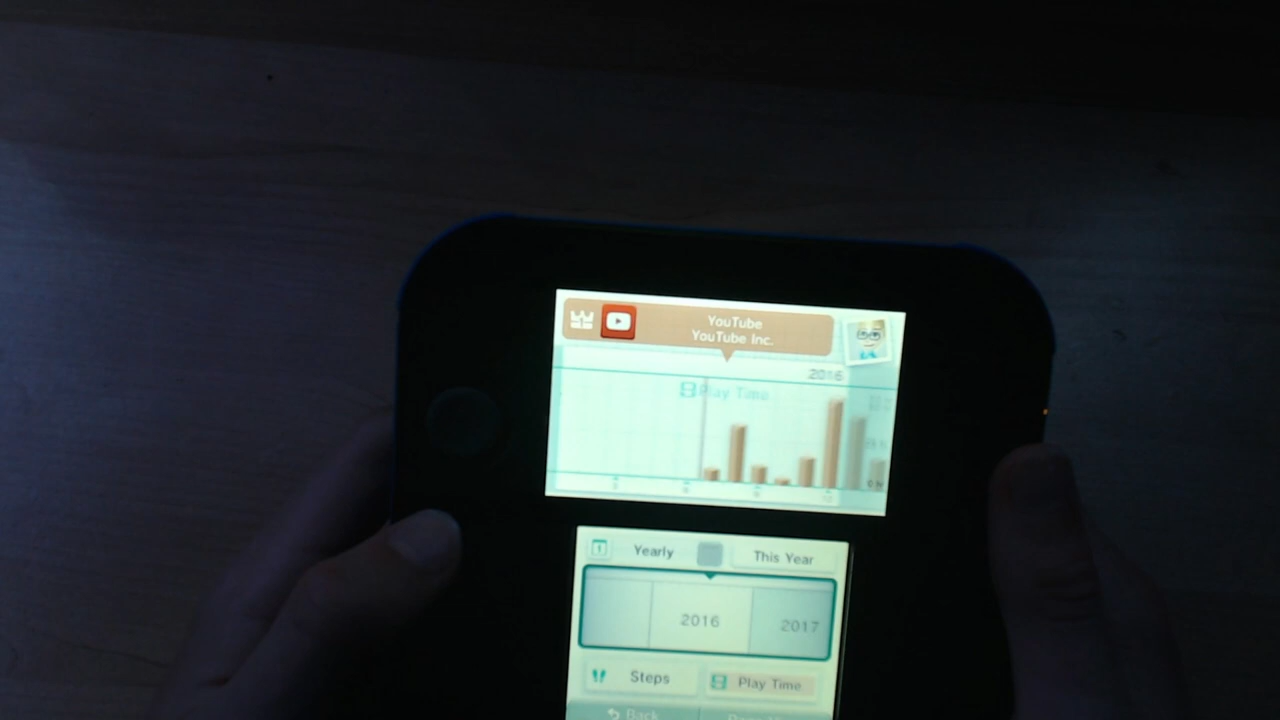 YouTube
YouTube Inc.
2016
Play Time
Yearly
This Year
2016
2017
Steps
Play Time
Back